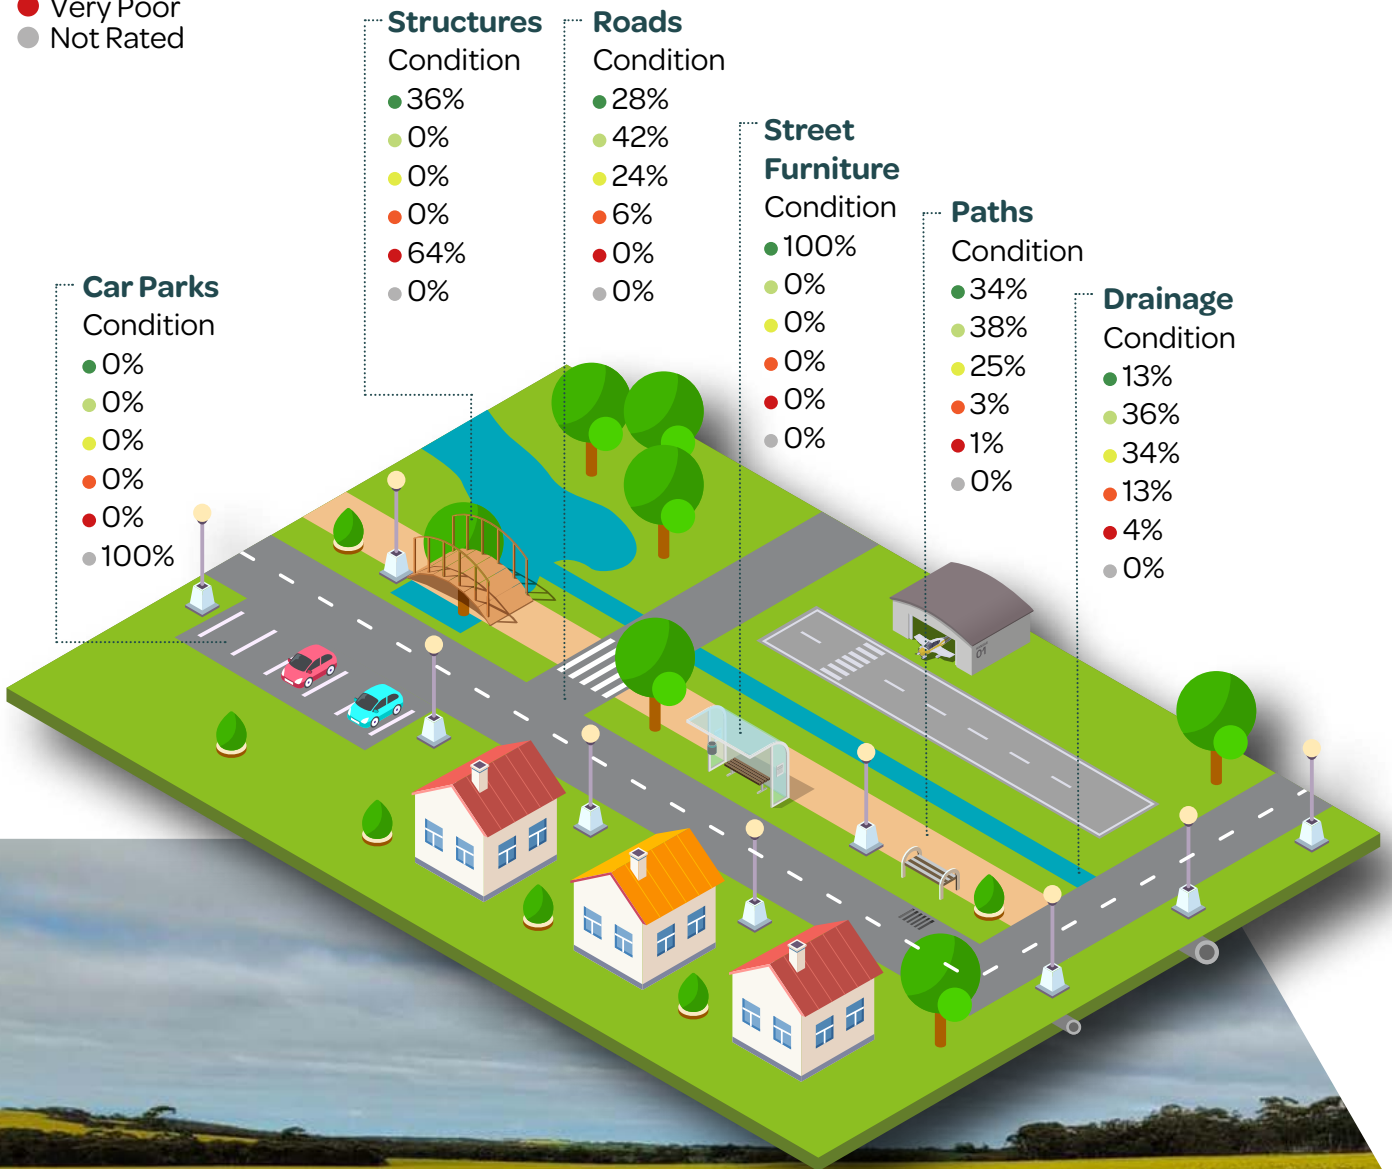 Very Poor
Not Rated
Structures
Condition
36%
0%
0%
0%
64%
0%
Roads
Condition
28%
42%
24%
6%
0%
0%
Street
Furniture
Condition
100%
0%
0%
0%
0%
0%
Paths
Condition
34%
38%
25%
3%
1%
0%
Drainage
Condition
13%
36%
34%
13%
4%
0%
Car Parks
Condition
0%
0%
0%
0%
0%
100%
01